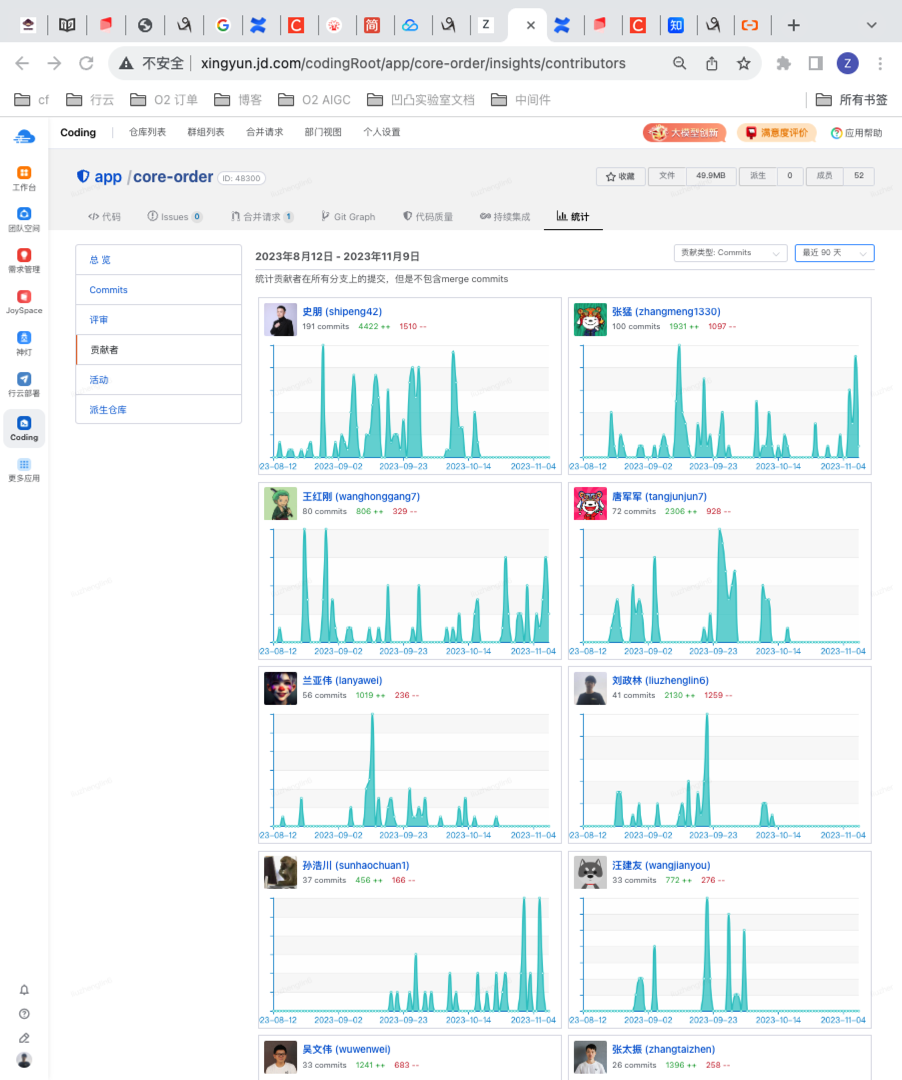 Z
不安全
xingyun.jd.com/codingRoot/app/core-order/insights/contributors
Z
cf
行云
O2 订单
博客
O2 AIGC
凹凸实验室文档
中间件
所有书签
Coding
仓库列表
群组列表
合并请求
部门视图
个人设置
大模型创新
满意度评价
应用帮助
工作台
团队空间
需求管理
JoySpace
神灯
行云部署
Coding
更多应用
app /core-order
ID: 48300
收藏
文件 49.9MB
派生 0
成员 52
代码
Issues 0
合并请求 1
Git Graph
代码质量
持续集成
统计
总 览
Commits
评审
贡献者
活动
派生仓库
2023年8月12日 - 2023年11月9日
贡献类型: Commits
最近 90 天
统计贡献者在所有分支上的提交，但是不包含merge commits
史朋 (shipeng42)
191 commits 4422 ++ 1510 --
23-08-12 2023-09-02 2023-09-23 2023-10-14 2023-11-04
张猛 (zhangmeng1330)
100 commits 1931 ++ 1097 --
23-08-12 2023-09-02 2023-09-23 2023-10-14 2023-11-04
王红刚 (wanghonggang7)
80 commits 806 ++ 329 --
23-08-12 2023-09-02 2023-09-23 2023-10-14 2023-11-04
唐军军 (tangjunjun7)
72 commits 2306 ++ 928 --
23-08-12 2023-09-02 2023-09-23 2023-10-14 2023-11-04
兰亚伟 (lanyawei)
56 commits 1019 ++ 236 --
23-08-12 2023-09-02 2023-09-23 2023-10-14 2023-11-04
刘政林 (liuzhenglin6)
41 commits 2130 ++ 1259 --
23-08-12 2023-09-02 2023-09-23 2023-10-14 2023-11-04
孙浩川 (sunhaochuan1)
37 commits 456 ++ 166 --
23-08-12 2023-09-02 2023-09-23 2023-10-14 2023-11-04
汪建友 (wangjianyou)
33 commits 772 ++ 276 --
23-08-12 2023-09-02 2023-09-23 2023-10-14 2023-11-04
吴文伟 (wuwenwei)
33 commits 1241 ++ 683 --
张太振 (zhangtaizhen)
26 commits 1396 ++ 258 --